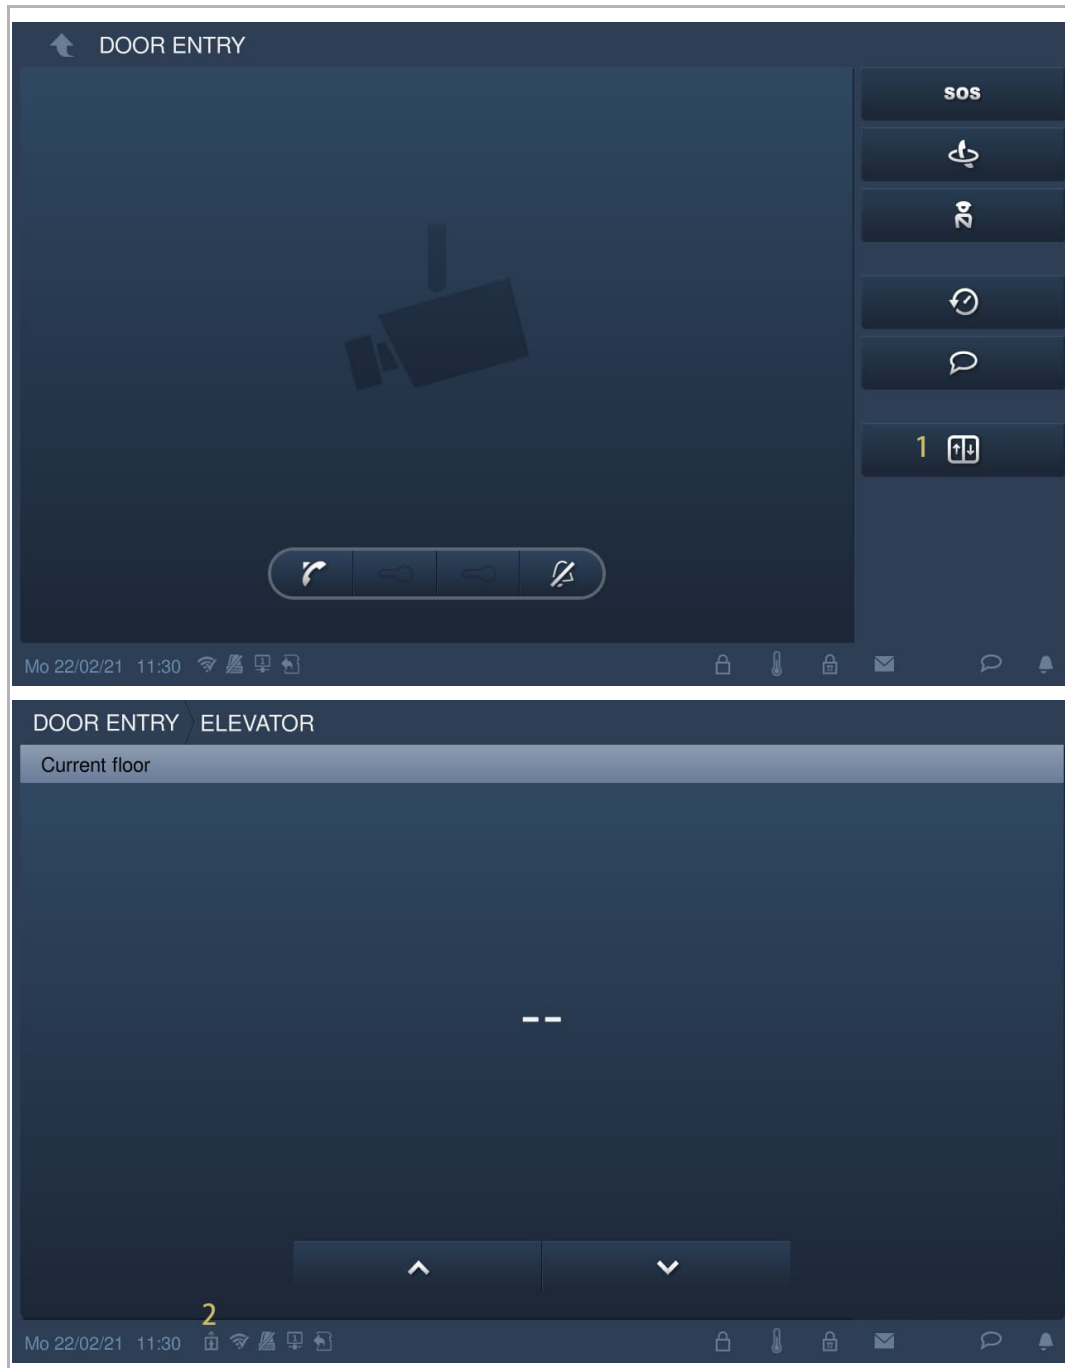 DOOR ENTRY
SOS
1
Mo 22/02/21 11:30
DOOR ENTRY ELEVATOR
Current floor
--
2
Mo 22/02/21 11:30